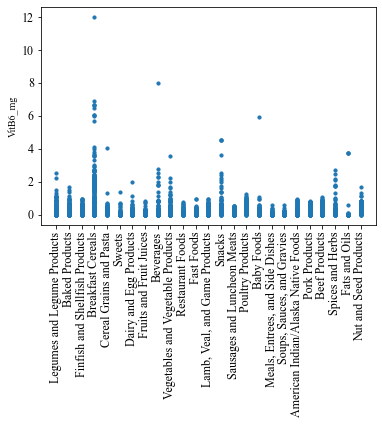 12
10
8
6
4
2
0
VitB6_mg
Legumes and Legume Products
Baked Products
Finfish and Shellfish Products
Breakfast Cereals
Cereal Grains and Pasta
Sweets
Dairy and Egg Products
Fruits and Fruit Juices
Beverages
Vegetables and Vegetable Products
Restaurant Foods
Fast Foods
Lamb, Veal, and Game Products
Snacks
Sausages and Luncheon Meats
Poultry Products
Baby Foods
Meals, Entrees, and Side Dishes
Soups, Sauces, and Gravies
American Indian/Alaska Native Foods
Pork Products
Beef Products
Spices and Herbs
Fats and Oils
Nut and Seed Products